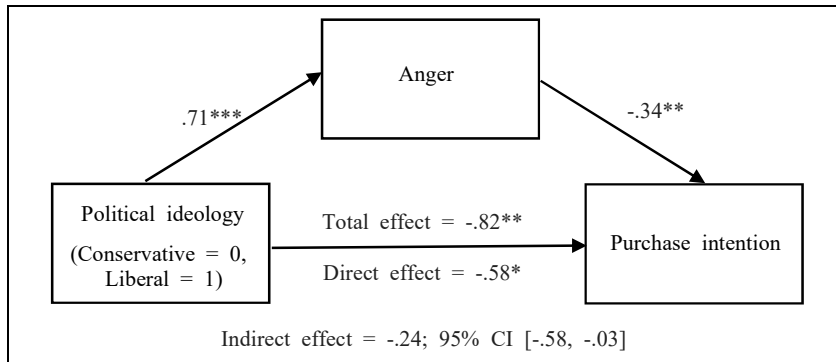 Anger
.71***
-.34**
Political ideology
(Conservative = 0,
Liberal = 1)
Total effect = -.82**
Direct effect = -.58*
Purchase intention
Indirect effect = -.24; 95% CI [-.58, -.03]